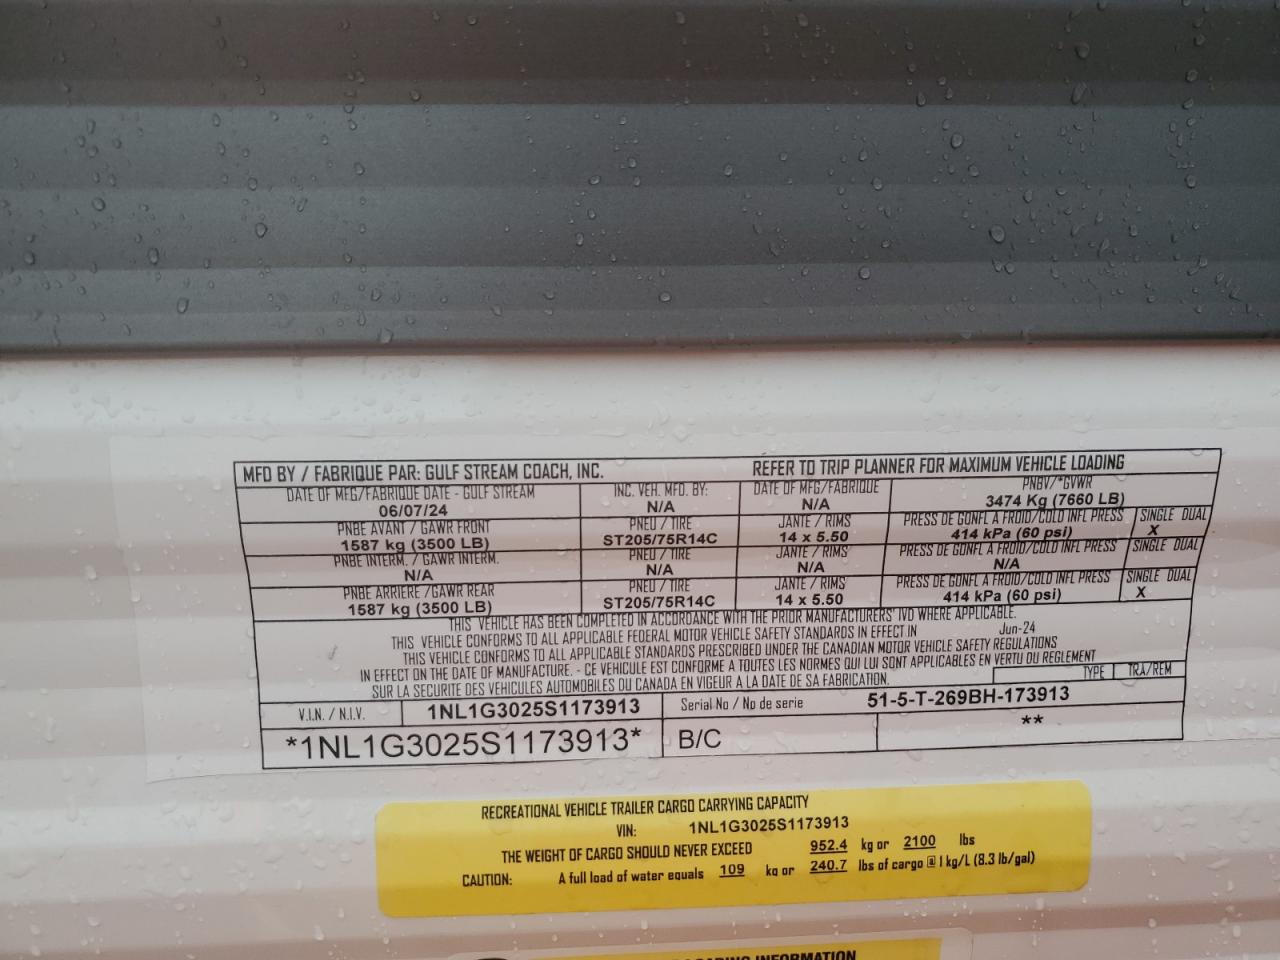 MFD BY / FABRIQUE PAR: GULF STREAM COACH, INC. REFER TO TRIP PLANNER FOR MAXIMUM VEHICLE LOADING
DATE OF MFG/FABRIQUE DATE - GULF STREAM INC. VEH. MFD. BY: DATE OF MFG/FABRIQUE PNBV/*GVWR
06/07/24 N/A N/A 3474 Kg (7660 LB)
PNBE AVANT / GAWR FRONT PNEU / TIRE JANTE / RIMS PRESS DE GONFL A FROID/COLD INFL PRESS SINGLE DUAL
1587 kg (3500 LB) ST205/75R14C 14 x 5.50 414 kPa (60 psi) X
PNBE INTERM. / GAWR INTERM. PNEU / TIRE JANTE / RIMS PRESS DE GONFL A FROID/COLD INFL PRESS SINGLE DUAL
N/A N/A N/A N/A
PNBE ARRIERE /GAWR REAR PNEU / TIRE JANTE / RIMS PRESS DE GONFL A FROID/COLD INFL PRESS SINGLE DUAL
1587 kg (3500 LB) ST205/75R14C 14 x 5.50 414 kPa (60 psi) X
THIS VEHICLE HAS BEEN COMPLETED IN ACCORDANCE WITH THE PRIOR MANUFACTURERS' IVD WHERE APPLICABLE.
THIS VEHICLE CONFORMS TO ALL APPLICABLE FEDERAL MOTOR VEHICLE SAFETY STANDARDS IN EFFECT IN Jun-24
THIS VEHICLE CONFORMS TO ALL APPLICABLE STANDARDS PRESCRIBED UNDER THE CANADIAN MOTOR VEHICLE SAFETY REGULATIONS
IN EFFECT ON THE DATE OF MANUFACTURE. - CE VEHICULE EST CONFORME A TOUTES LES NORMES QUI LUI SONT APPLICABLES EN VERTU DU REGLEMENT
SUR LA SECURITE DES VEHICULES AUTOMOBILES DU CANADA EN VIGEUR A LA DATE DE SA FABRICATION. TYPE TRA/REM
V.I.N. / N.I.V. 1NL1G3025S1173913 Serial No / No de serie 51-5-T-269BH-173913
*1NL1G3025S1173913* B/C **
RECREATIONAL VEHICLE TRAILER CARGO CARRYING CAPACITY
VIN: 1NL1G3025S1173913
THE WEIGHT OF CARGO SHOULD NEVER EXCEED 952.4 kg or 2100 lbs
CAUTION: A full load of water equals 109 kg or 240.7 lbs of cargo @ 1 kg/L (8.3 lb/gal)
INFORMATION